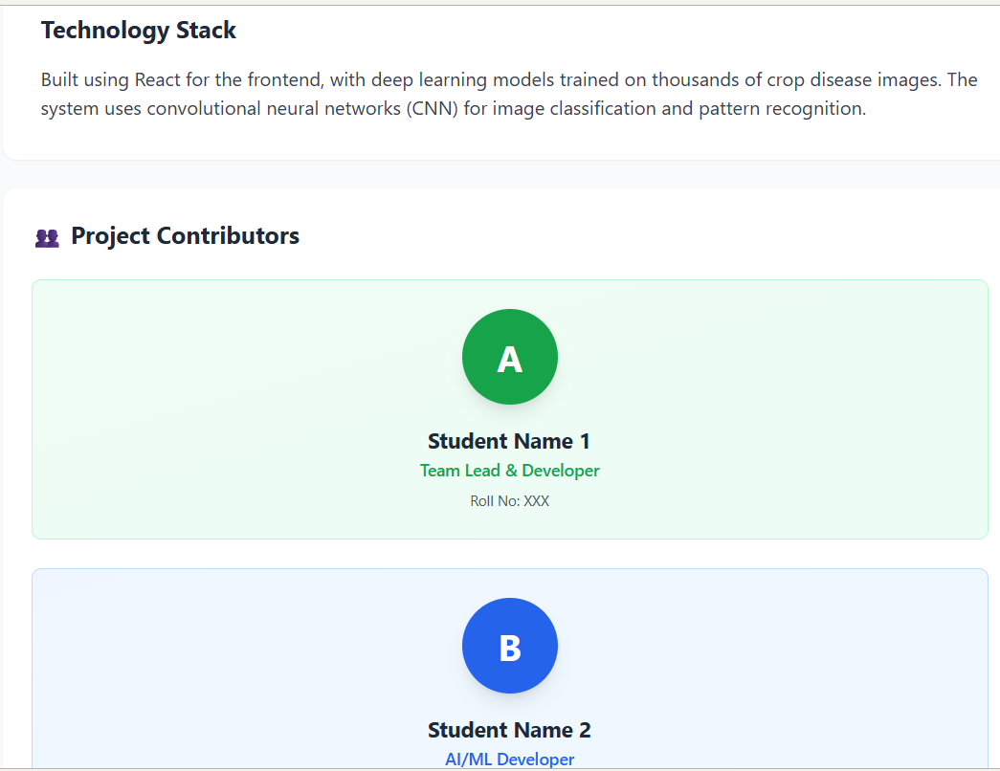 Technology Stack
Built using React for the frontend, with deep learning models trained on thousands of crop disease images. The
system uses convolutional neural networks (CNN) for image classification and pattern recognition.
Project Contributors
A
Student Name 1
Team Lead & Developer
Roll No: XXX
B
Student Name 2
AI/ML Developer